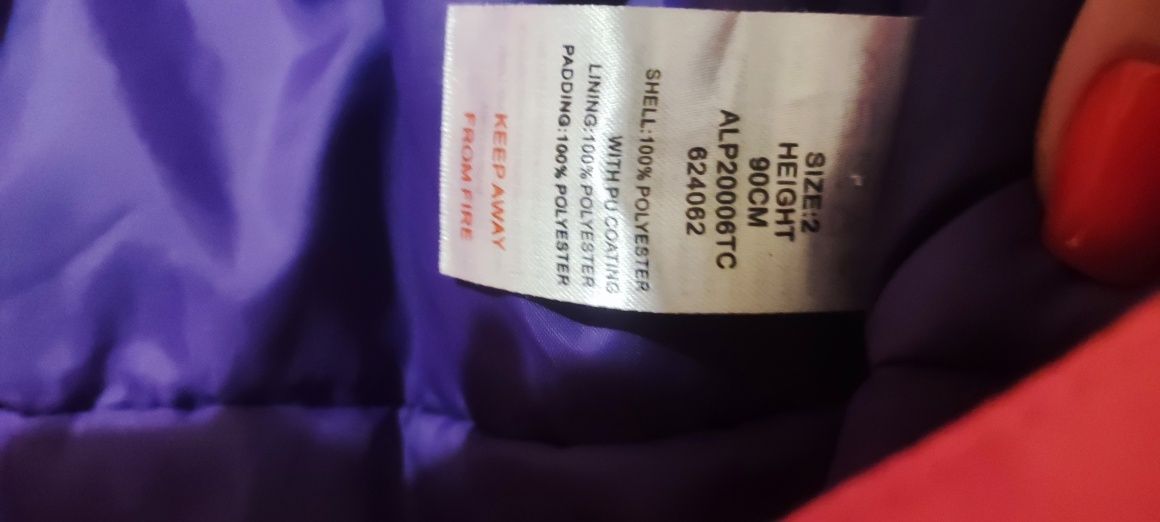 SIZE:2
HEIGHT
90CM
ALP20006TC
624062
SHELL:100% POLYESTER
WITH PU COATING
LINING:100% POLYESTER
PADDING:100% POLYESTER
KEEP AWAY
FROM FIRE